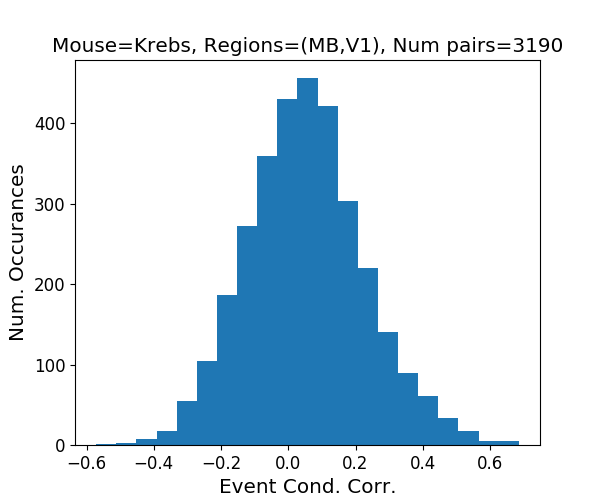 Mouse=Krebs, Regions=(MB,V1), Num pairs=3190
Num. Occurances
400
300
200
100
0
−0.6 −0.4 −0.2 0.0 0.2 0.4 0.6
Event Cond. Corr.